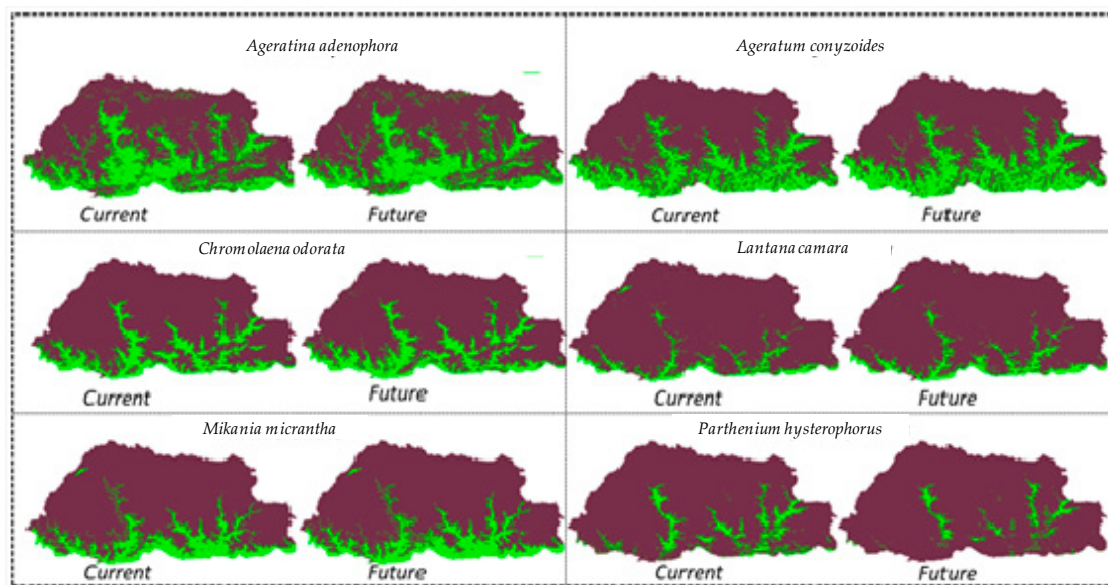 Ageratina adenophora
Ageratum conyzoides
Current
Future
Current
Future
Chromolaena odorata
Lantana camara
Current
Future
Current
Future
Mikania micrantha
Parthenium hysterophorus
Current
Future
Current
Future